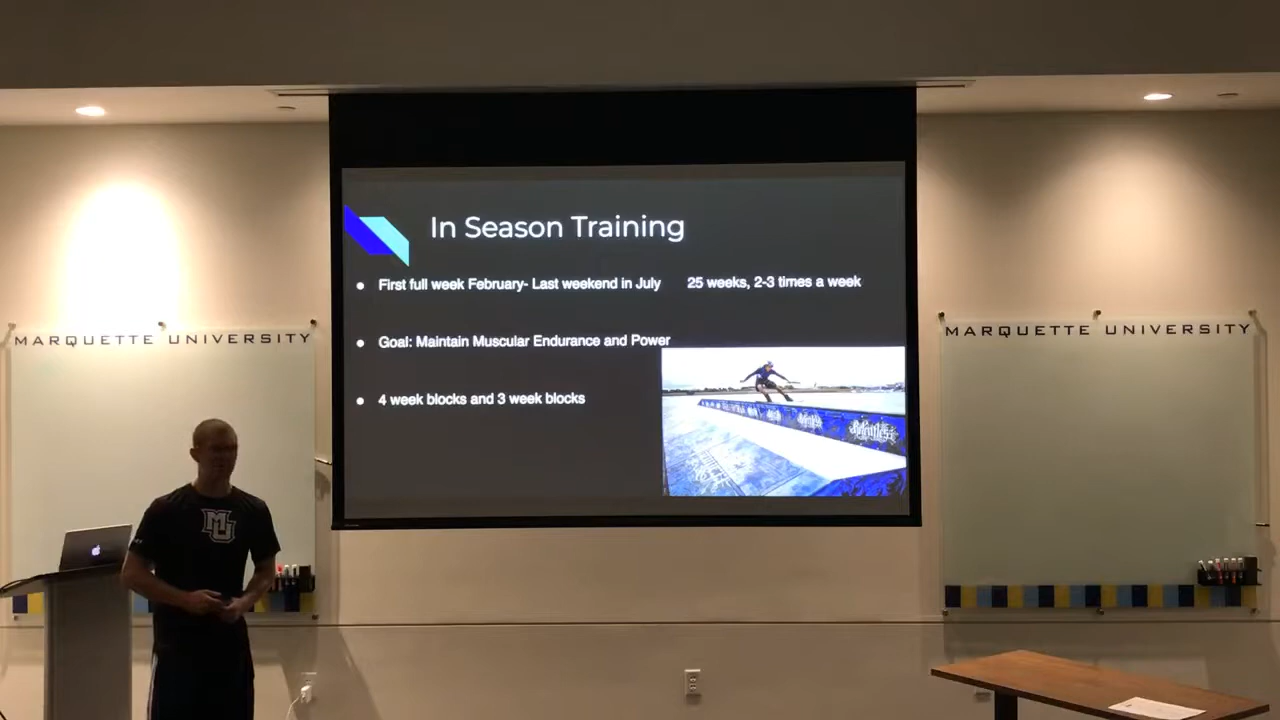 In Season Training
First full week February- Last weekend in July 25 weeks, 2-3 times a week
Goal: Maintain Muscular Endurance and Power
4 week blocks and 3 week blocks
Relentless
MARQUETTE UNIVERSITY
MARQUETTE UNIVERSITY
MU